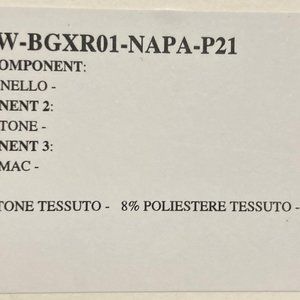 W-BGXR01-NAPA-P21
OMPONENT:
NELLO -
NENT 2:
TONE -
NENT 3:
MAC -
TONE TESSUTO - 8% POLIESTERE TESSUTO -